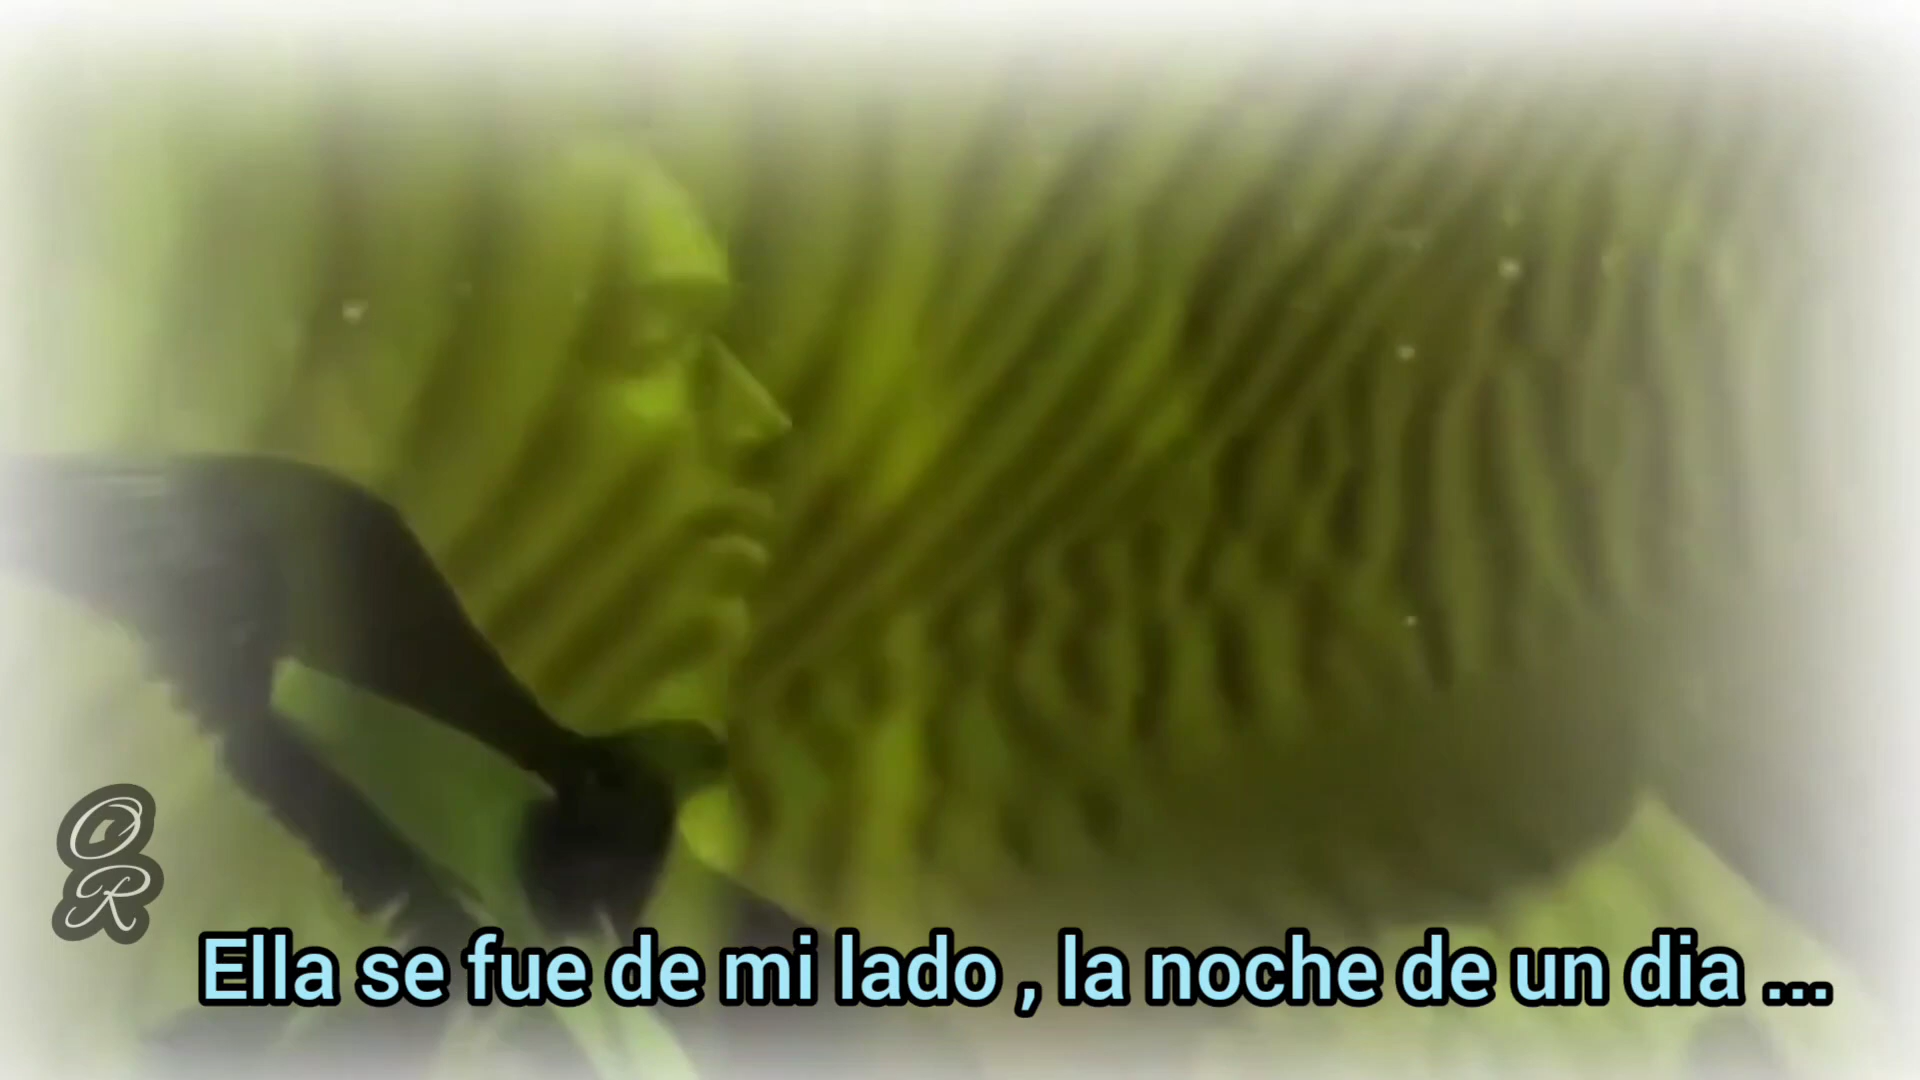 O
R
Ella se fue de mi lado , la noche de un dia ...